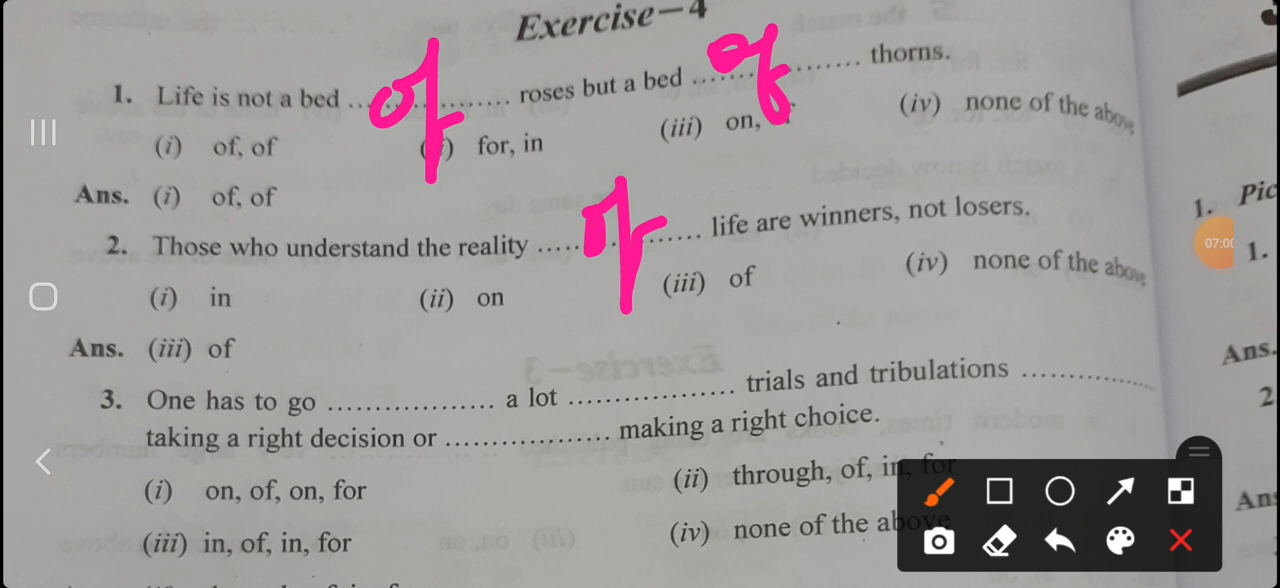 Exercise-4
1. Life is not a bed .................. roses but a bed .................. thorns.
of
of
(i) of, of
for, in
(iii) on,
(iv) none of the above
Ans. (i) of, of
2. Those who understand the reality .................. life are winners, not losers.
of
(i) in
(ii) on
(iii) of
(iv) none of the above
Ans. (iii) of
3. One has to go .................. a lot .................. trials and tribulations ..................
taking a right decision or .................. making a right choice.
(i) on, of, on, for
(ii) through, of, in, for
(iii) in, of, in, for
(iv) none of the above
1. Pic
07:00
1.
Ans.
2
Ans
Exercise-3